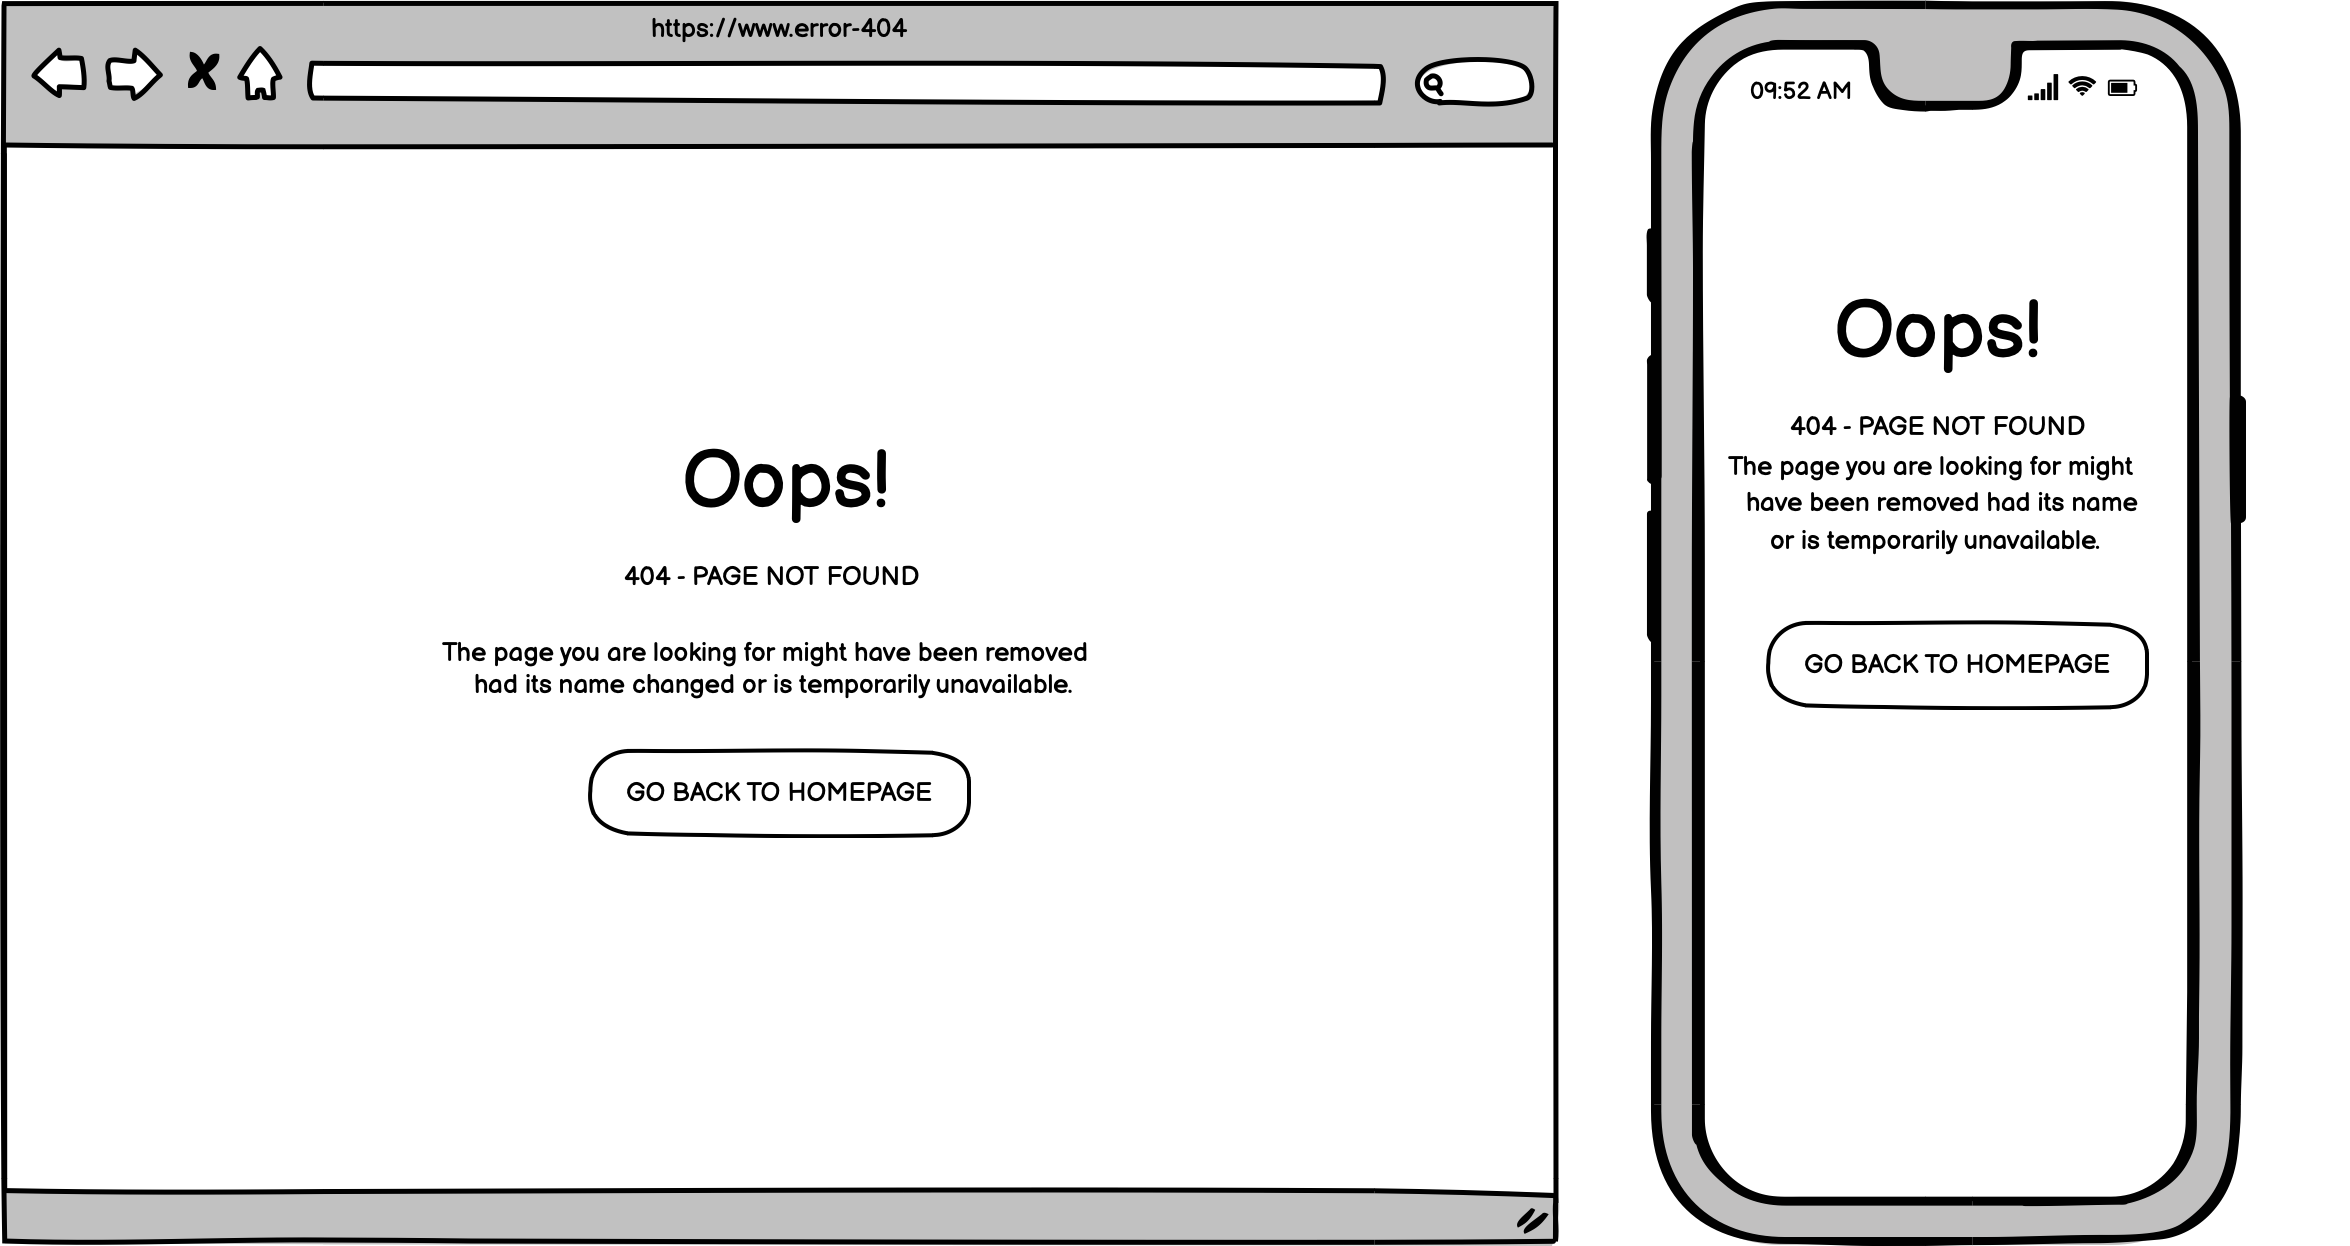 https://www.error-404
Oops!
404 - PAGE NOT FOUND
The page you are looking for might have been removed
had its name changed or is temporarily unavailable.
GO BACK TO HOMEPAGE
09:52 AM
Oops!
404 - PAGE NOT FOUND
The page you are looking for might
have been removed had its name
or is temporarily unavailable.
GO BACK TO HOMEPAGE